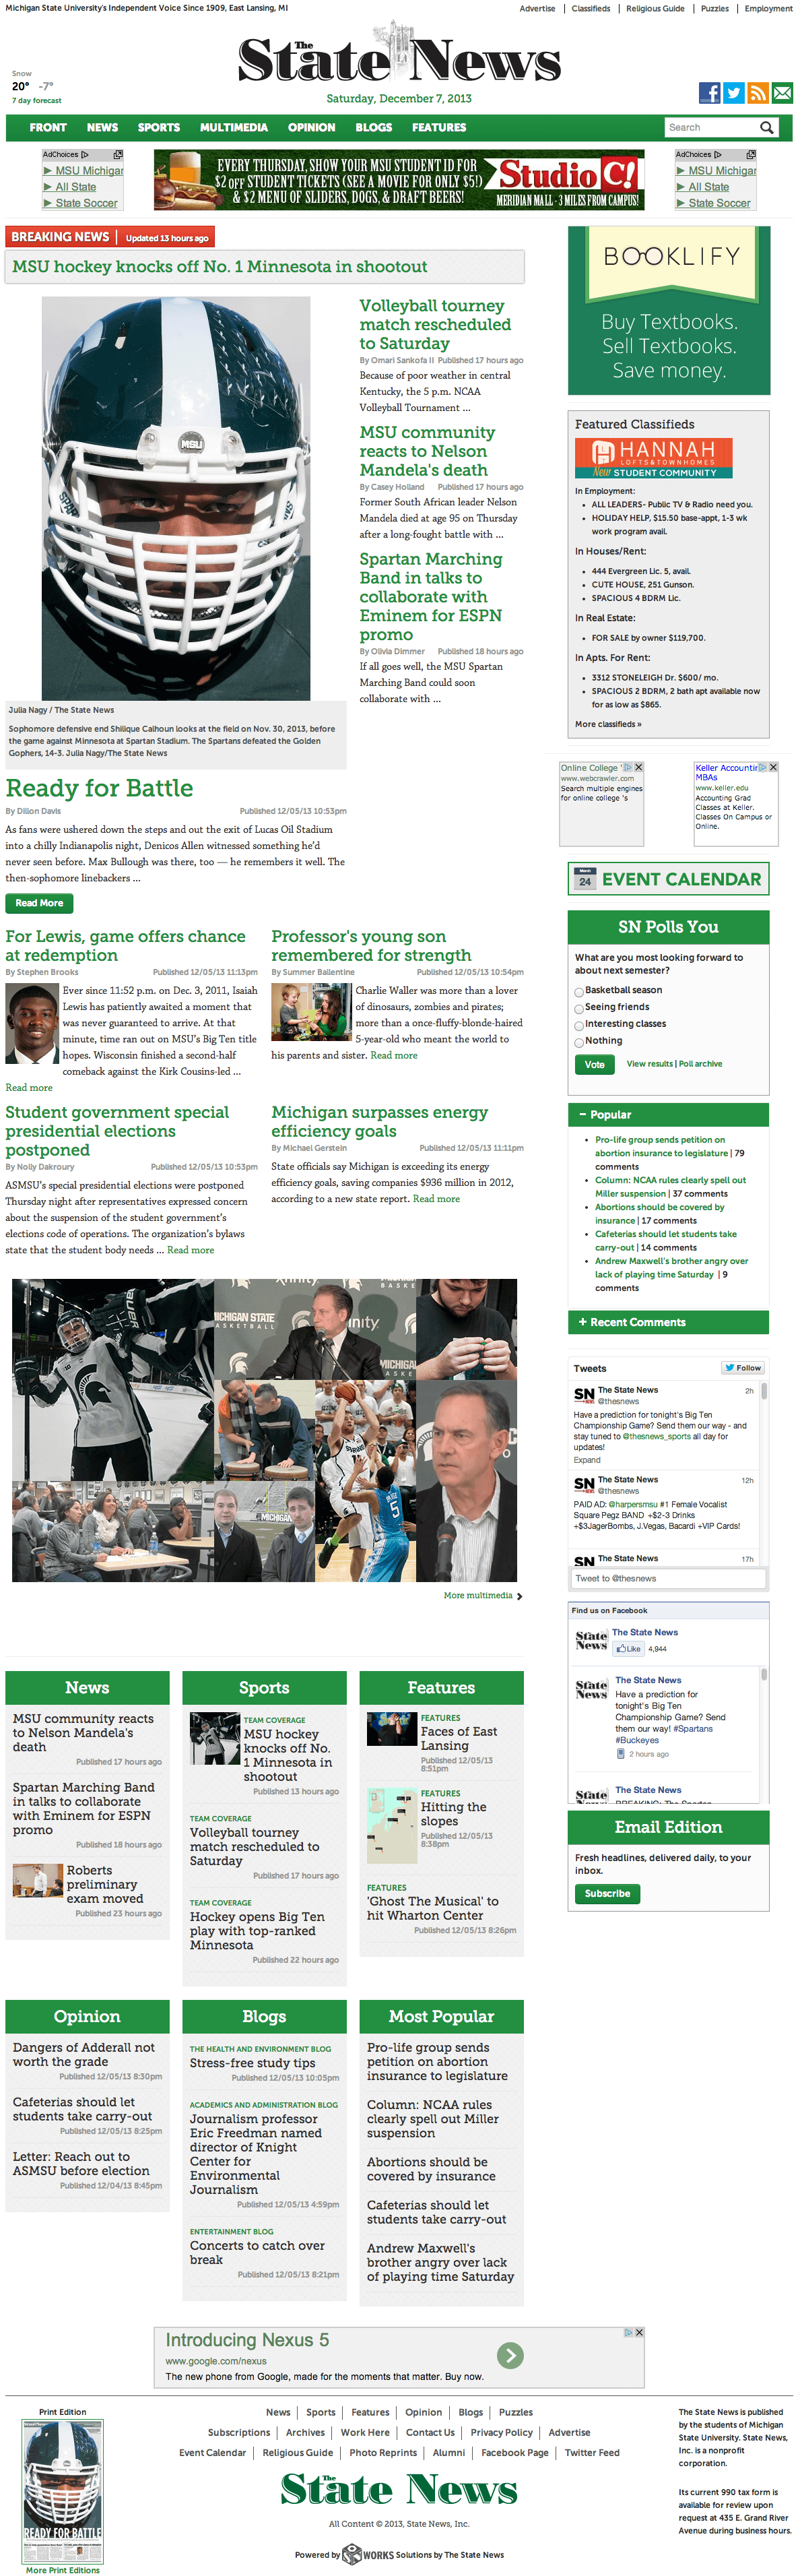 Michigan State University's Independent Voice Since 1909, East Lansing, MI
Advertise
Classifieds
Religious Guide
Puzzles
Employment
The State News
Snow
20° -7°
7 day forecast
Saturday, December 7, 2013
FRONT
NEWS
SPORTS
MULTIMEDIA
OPINION
BLOGS
FEATURES
Search
AdChoices
► MSU Michigan
► All State
► State Soccer
EVERY THURSDAY, SHOW YOUR MSU STUDENT ID FOR
$2 OFF STUDENT TICKETS (SEE A MOVIE FOR ONLY $5!)
& $2 MENU OF SLIDERS, DOGS, & DRAFT BEERS!
Studio C!
MERIDIAN MALL - 3 MILES FROM CAMPUS!
AdChoices
► MSU Michigan
► All State
► State Soccer
BREAKING NEWS
Updated 13 hours ago
MSU hockey knocks off No. 1 Minnesota in shootout
MSU
Julia Nagy / The State News
Sophomore defensive end Shilique Calhoun looks at the field on Nov. 30, 2013, before
the game against Minnesota at Spartan Stadium. The Spartans defeated the Golden
Gophers, 14-3. Julia Nagy/The State News
Ready for Battle
By Dillon Davis
Published 12/05/13 10:53pm
As fans were ushered down the steps and out the exit of Lucas Oil Stadium
into a chilly Indianapolis night, Denicos Allen witnessed something he'd
never seen before. Max Bullough was there, too — he remembers it well. The
then-sophomore linebackers ...
Read More
Volleyball tourney
match rescheduled
to Saturday
By Omari Sankofa II Published 17 hours ago
Because of poor weather in central
Kentucky, the 5 p.m. NCAA
Volleyball Tournament ...
MSU community
reacts to Nelson
Mandela's death
By Casey Holland Published 17 hours ago
Former South African leader Nelson
Mandela died at age 95 on Thursday
after a long-fought battle with ...
Spartan Marching
Band in talks to
collaborate with
Eminem for ESPN
promo
By Olivia Dimmer Published 18 hours ago
If all goes well, the MSU Spartan
Marching Band could soon
collaborate with ...
For Lewis, game offers chance
at redemption
By Stephen Brooks Published 12/05/13 11:13pm
Ever since 11:52 p.m. on Dec. 3, 2011, Isaiah
Lewis has patiently awaited a moment that
was never guaranteed to arrive. At that
minute, time ran out on MSU's Big Ten title
hopes. Wisconsin finished a second-half
comeback against the Kirk Cousins-led ...
Read more
Professor's young son
remembered for strength
By Summer Ballentine Published 12/05/13 10:54pm
Charlie Waller was more than a lover
of dinosaurs, zombies and pirates;
more than a once-fluffy-blonde-haired
5-year-old who meant the world to
his parents and sister. Read more
Student government special
presidential elections
postponed
By Nolly Dakroury Published 12/05/13 10:53pm
ASMSU's special presidential elections were postponed
Thursday night after representatives expressed concern
about the suspension of the student government's
elections code of operations. The organization's bylaws
state that the student body needs ... Read more
Michigan surpasses energy
efficiency goals
By Michael Gerstein Published 12/05/13 11:11pm
State officials say Michigan is exceeding its energy
efficiency goals, saving companies $936 million in 2012,
according to a new state report. Read more
More multimedia
News
MSU community reacts
to Nelson Mandela's
death
Published 17 hours ago
Spartan Marching Band
in talks to collaborate
with Eminem for ESPN
promo
Published 18 hours ago
Roberts
preliminary
exam moved
Published 23 hours ago
Sports
TEAM COVERAGE
MSU hockey
knocks off No.
1 Minnesota in
shootout
Published 13 hours ago
TEAM COVERAGE
Volleyball tourney
match rescheduled to
Saturday
Published 17 hours ago
TEAM COVERAGE
Hockey opens Big Ten
play with top-ranked
Minnesota
Published 22 hours ago
Features
FEATURES
Faces of East
Lansing
Published 12/05/13
8:51pm
FEATURES
Hitting the
slopes
Published 12/05/13
8:38pm
FEATURES
'Ghost The Musical' to
hit Wharton Center
Published 12/05/13 8:26pm
Opinion
Dangers of Adderall not
worth the grade
Published 12/05/13 8:30pm
Cafeterias should let
students take carry-out
Published 12/05/13 8:25pm
Letter: Reach out to
ASMSU before election
Published 12/04/13 8:45pm
Blogs
THE HEALTH AND ENVIRONMENT BLOG
Stress-free study tips
Published 12/05/13 10:05pm
ACADEMICS AND ADMINISTRATION BLOG
Journalism professor
Eric Freedman named
director of Knight
Center for
Environmental
Journalism
Published 12/05/13 4:59pm
ENTERTAINMENT BLOG
Concerts to catch over
break
Published 12/05/13 8:21pm
Most Popular
Pro-life group sends
petition on abortion
insurance to legislature
Column: NCAA rules
clearly spell out Miller
suspension
Abortions should be
covered by insurance
Cafeterias should let
students take carry-out
Andrew Maxwell's
brother angry over lack
of playing time Saturday
BOOKLIFY
Buy Textbooks.
Sell Textbooks.
Save money.
Featured Classifieds
HANNAH
LOFTS&TOWNHOMES
New STUDENT COMMUNITY
In Employment:
ALL LEADERS- Public TV & Radio need you.
HOLIDAY HELP, $15.50 base-appt, 1-3 wk
work program avail.
In Houses/Rent:
444 Evergreen Lic. 5, avail.
CUTE HOUSE, 251 Gunson.
SPACIOUS 4 BDRM Lic.
In Real Estate:
FOR SALE by owner $119,700.
In Apts. For Rent:
3312 STONELEIGH Dr. $600/ mo.
SPACIOUS 2 BDRM, 2 bath apt available now
for as low as $865.
More classifieds »
Online College '
www.webcrawler.com
Search multiple engines
for online college 's
Keller Accounting
MBAs
www.keller.edu
Accounting Grad
Classes at Keller.
Classes On Campus or
Online.
March
24
EVENT CALENDAR
SN Polls You
What are you most looking forward to
about next semester?
Basketball season
Seeing friends
Interesting classes
Nothing
Vote
View results | Poll archive
− Popular
Pro-life group sends petition on
abortion insurance to legislature | 79
comments
Column: NCAA rules clearly spell out
Miller suspension | 37 comments
Abortions should be covered by
insurance | 17 comments
Cafeterias should let students take
carry-out | 14 comments
Andrew Maxwell's brother angry over
lack of playing time Saturday | 9
comments
+ Recent Comments
Tweets
Follow
The State News 2h
@thesnews
Have a prediction for tonight's Big Ten
Championship Game? Send them our way - and
stay tuned to @thesnews_sports all day for
updates!
Expand
The State News 12h
@thesnews
PAID AD: @harpersmsu #1 Female Vocalist
Square Pegz BAND +$2-3 Drinks
+$3JagerBombs, J.Vegas, Bacardi +VIP Cards!
The State News 17h
Tweet to @thesnews
Find us on Facebook
The State News
Like 4,944
The State News
Have a prediction for
tonight's Big Ten
Championship Game? Send
them our way! #Spartans
#Buckeyes
2 hours ago
The State News
BREAKING: The Spartan
Email Edition
Fresh headlines, delivered daily, to your
inbox.
Subscribe
Introducing Nexus 5
www.google.com/nexus
The new phone from Google, made for the moments that matter. Buy now.
Print Edition
READY FOR BATTLE
More Print Editions
News
Sports
Features
Opinion
Blogs
Puzzles
Subscriptions
Archives
Work Here
Contact Us
Privacy Policy
Advertise
Event Calendar
Religious Guide
Photo Reprints
Alumni
Facebook Page
Twitter Feed
The State News
All Content © 2013, State News, Inc.
Powered by SNWORKS Solutions by The State News
The State News is published
by the students of Michigan
State University. State News,
Inc. is a nonprofit
corporation.
Its current 990 tax form is
available for review upon
request at 435 E. Grand River
Avenue during business hours.